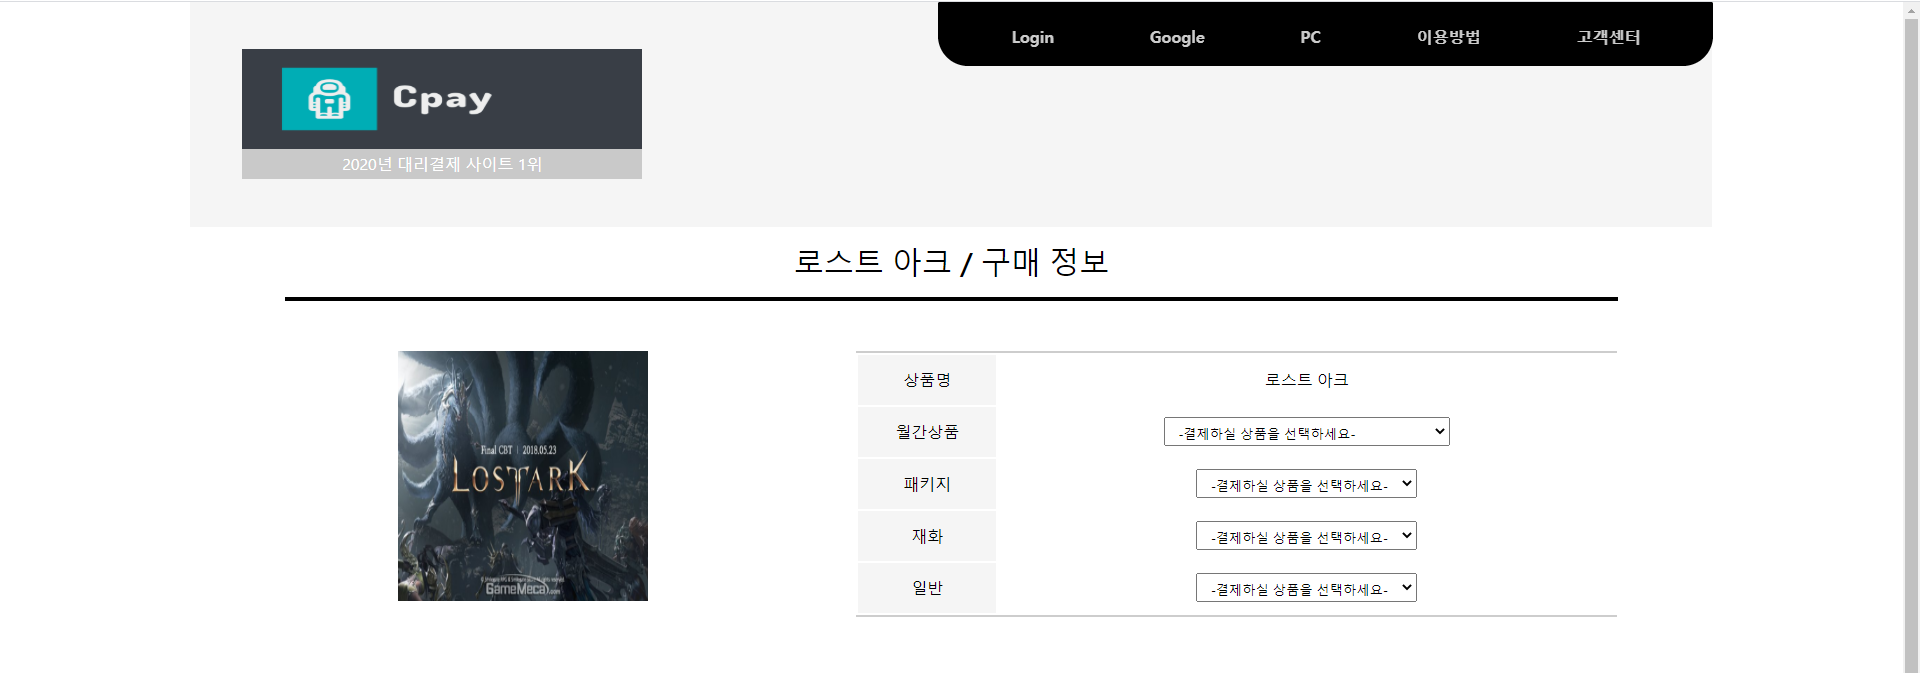 Login Google PC 이용방법 고객센터
Cpay
2020년 대리결제 사이트 1위
로스트 아크 / 구매 정보
Final CBT | 2018.05.23
LOST ARK
GameMeca.com
상품명 로스트 아크
월간상품 -결제하실 상품을 선택하세요-
패키지 -결제하실 상품을 선택하세요-
재화 -결제하실 상품을 선택하세요-
일반 -결제하실 상품을 선택하세요-